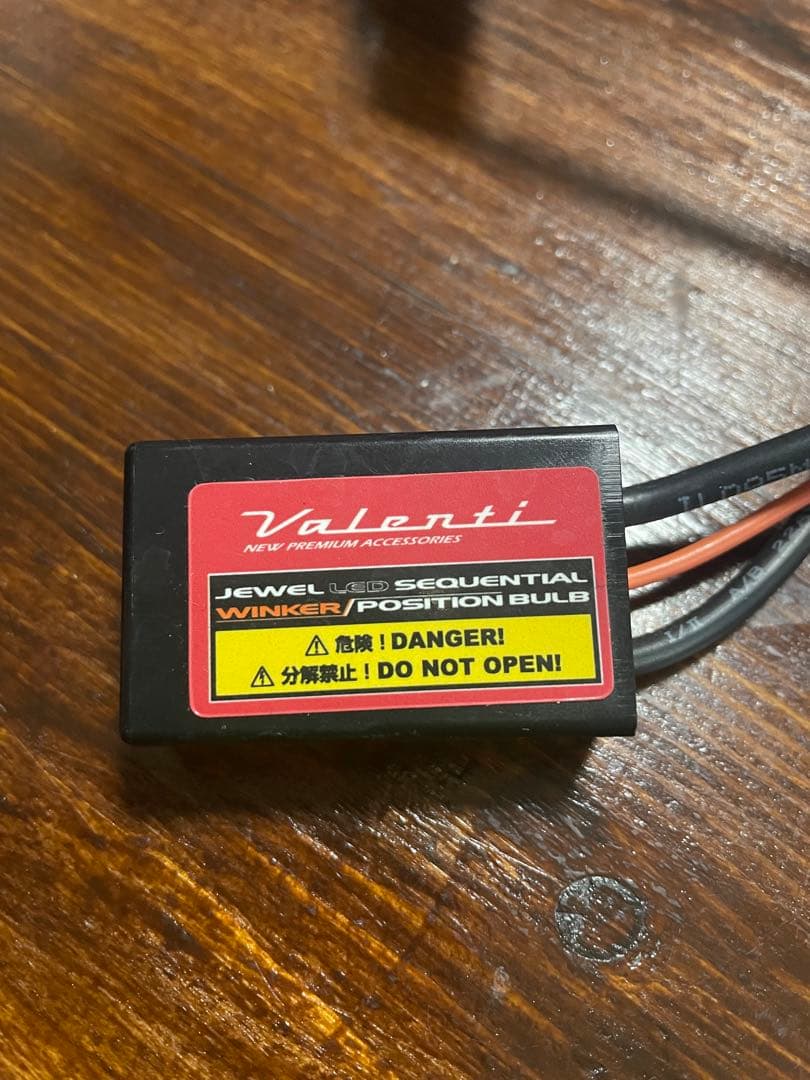 Valenti
NEW PREMIUM ACCESSORIES
JEWEL LED SEQUENTIAL
WINKER/POSITION BULB
⚠ 危険！DANGER!
⚠ 分解禁止！DO NOT OPEN!